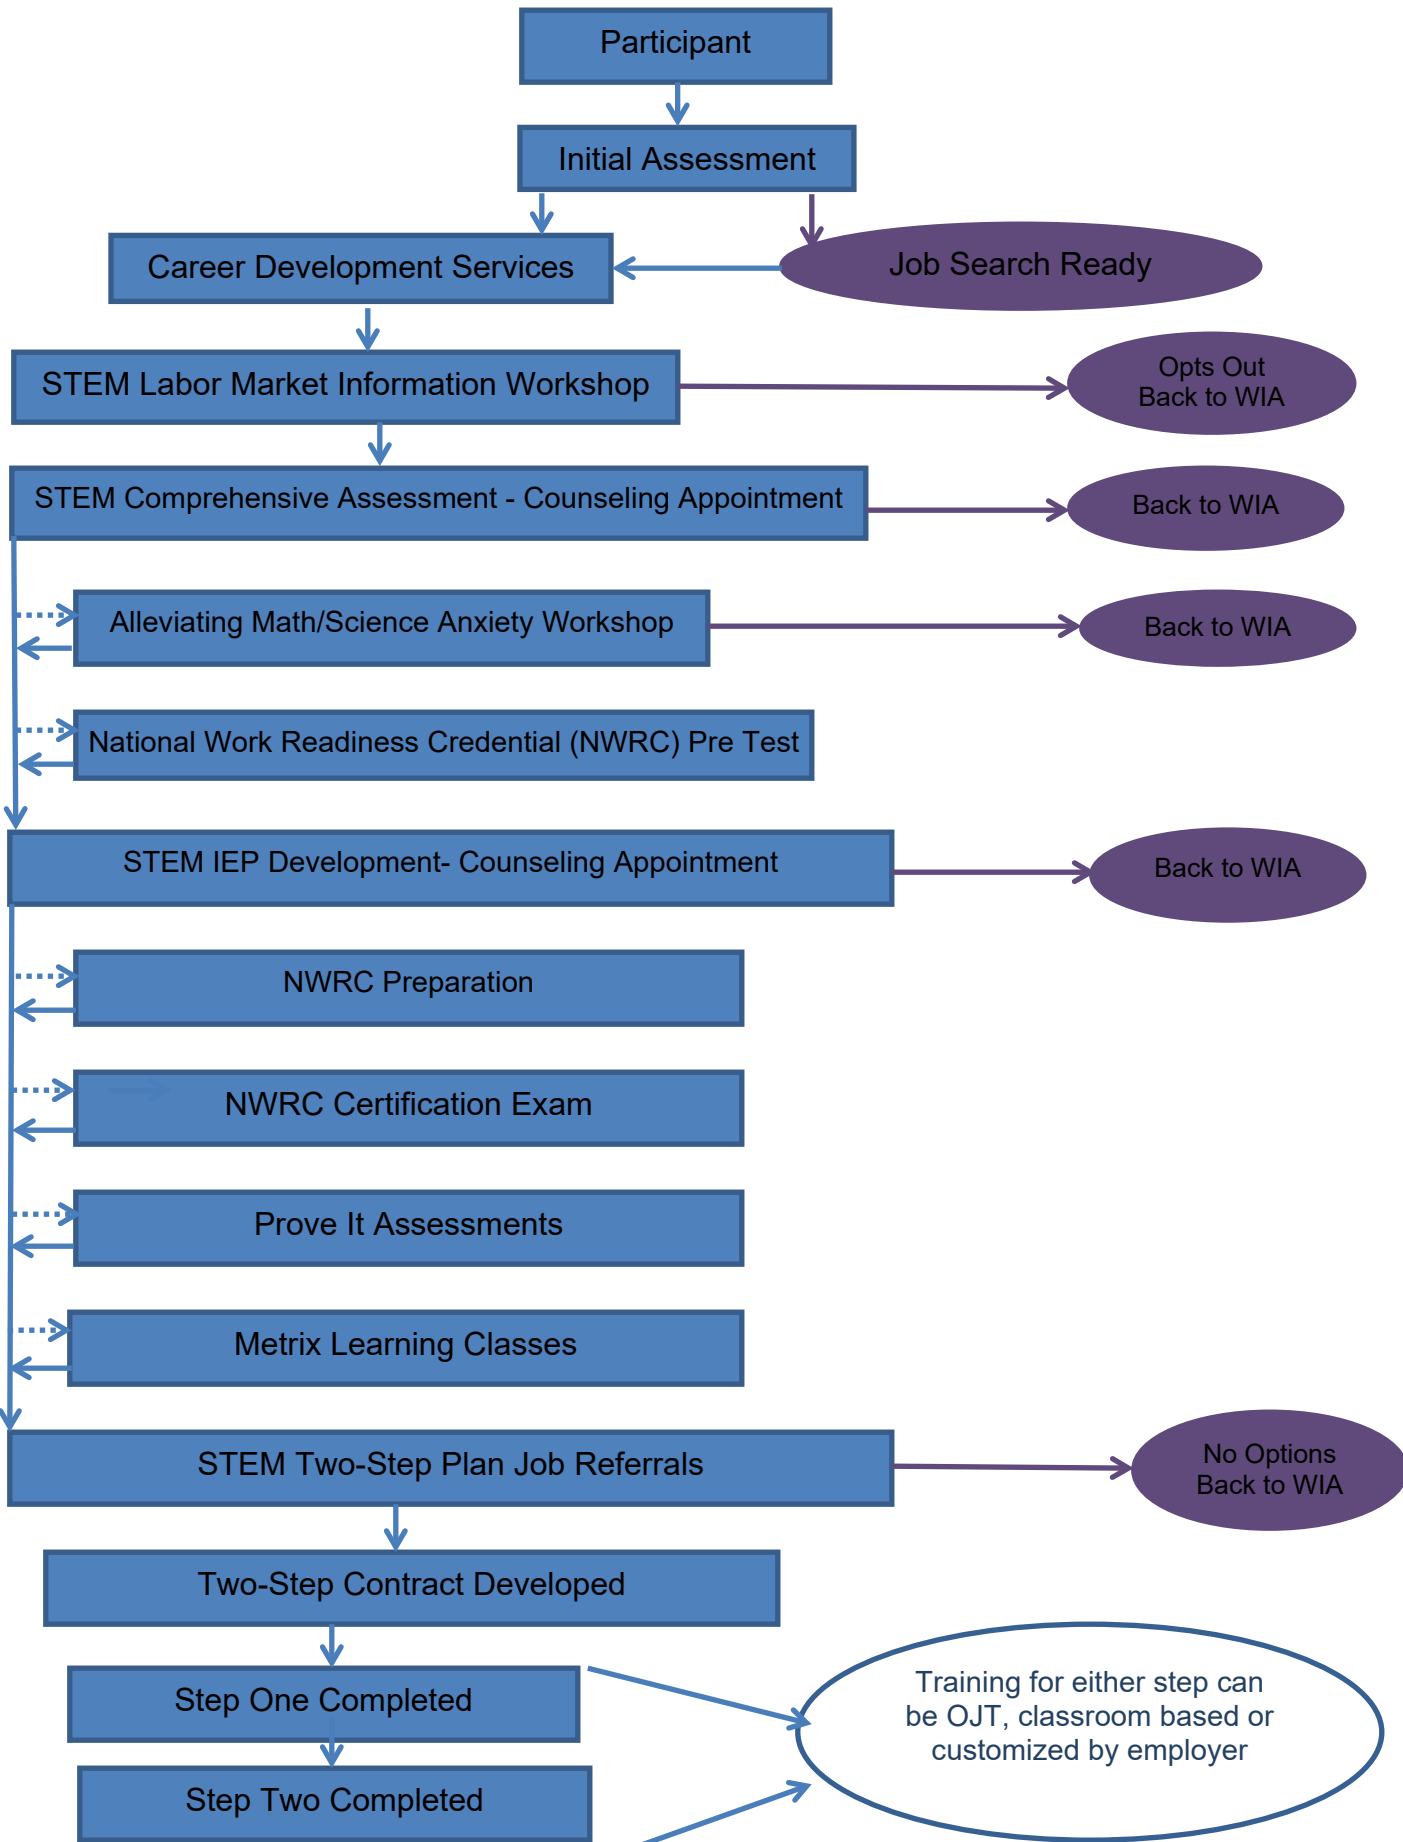 Participant
Initial Assessment
Career Development Services
Job Search Ready
STEM Labor Market Information Workshop
Opts Out
Back to WIA
STEM Comprehensive Assessment - Counseling Appointment
Back to WIA
Alleviating Math/Science Anxiety Workshop
Back to WIA
National Work Readiness Credential (NWRC) Pre Test
STEM IEP Development- Counseling Appointment
Back to WIA
NWRC Preparation
NWRC Certification Exam
Prove It Assessments
Metrix Learning Classes
STEM Two-Step Plan Job Referrals
No Options
Back to WIA
Two-Step Contract Developed
Step One Completed
Training for either step can
be OJT, classroom based or
customized by employer
Step Two Completed